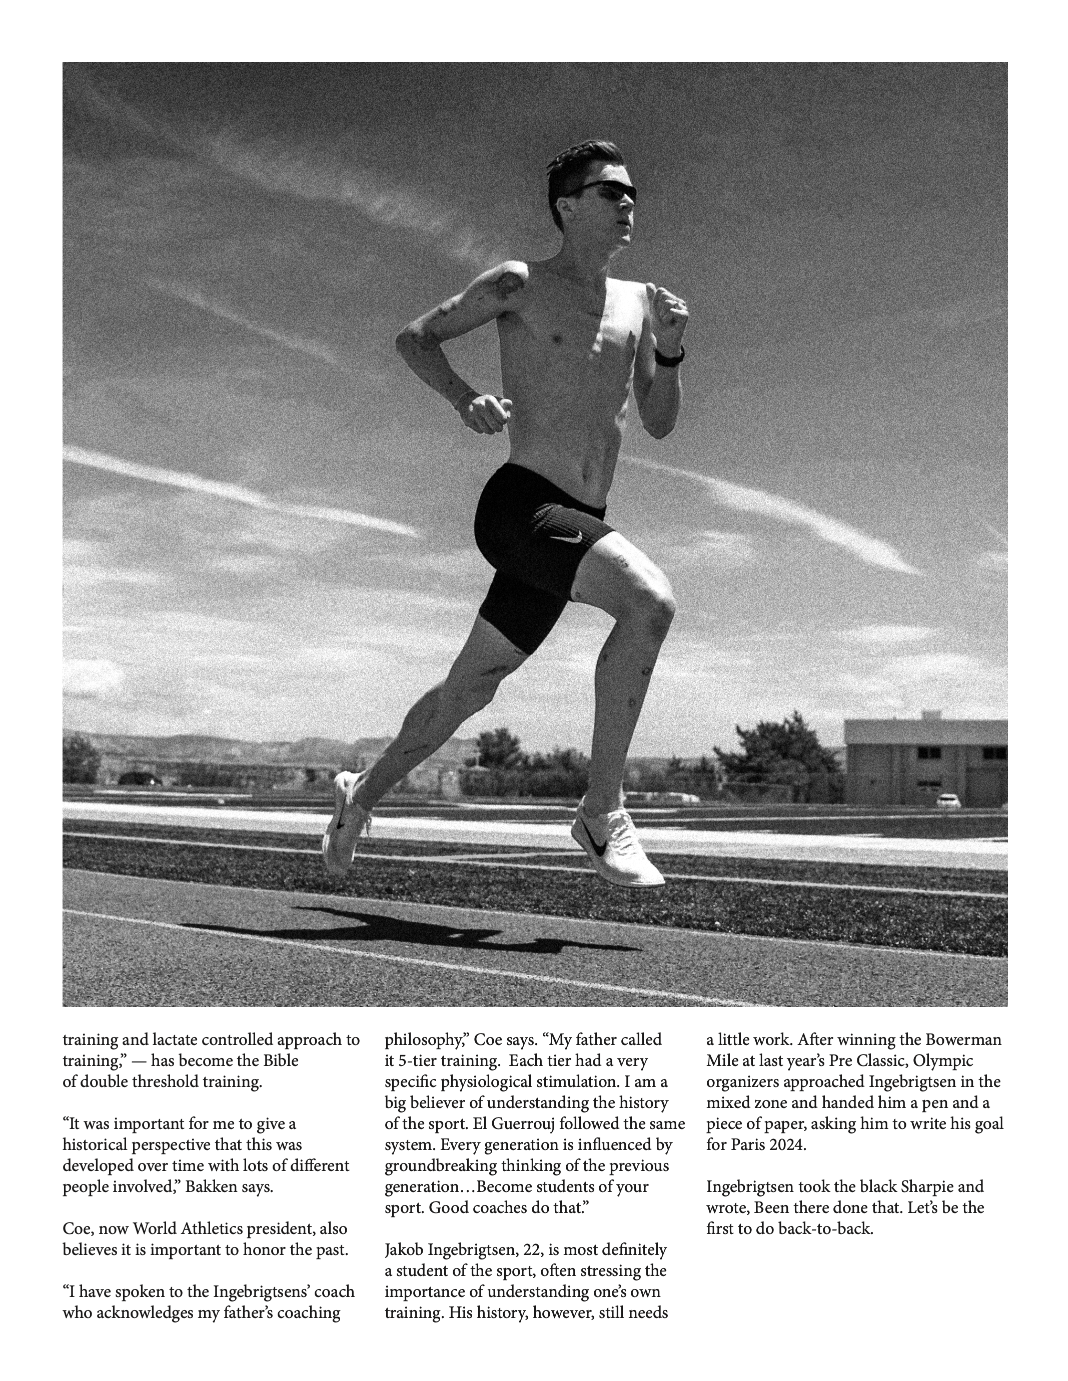 training and lactate controlled approach to
training,” — has become the Bible
of double threshold training.
“It was important for me to give a
historical perspective that this was
developed over time with lots of different
people involved,” Bakken says.
Coe, now World Athletics president, also
believes it is important to honor the past.
“I have spoken to the Ingebrigtsens’ coach
who acknowledges my father’s coaching
philosophy,” Coe says. “My father called
it 5-tier training.  Each tier had a very
specific physiological stimulation. I am a
big believer of understanding the history
of the sport. El Guerrouj followed the same
system. Every generation is influenced by
groundbreaking thinking of the previous
generation…Become students of your
sport. Good coaches do that.”
Jakob Ingebrigtsen, 22, is most definitely
a student of the sport, often stressing the
importance of understanding one’s own
training. His history, however, still needs
a little work. After winning the Bowerman
Mile at last year’s Pre Classic, Olympic
organizers approached Ingebrigtsen in the
mixed zone and handed him a pen and a
piece of paper, asking him to write his goal
for Paris 2024.
Ingebrigtsen took the black Sharpie and
wrote, Been there done that. Let’s be the
first to do back-to-back.